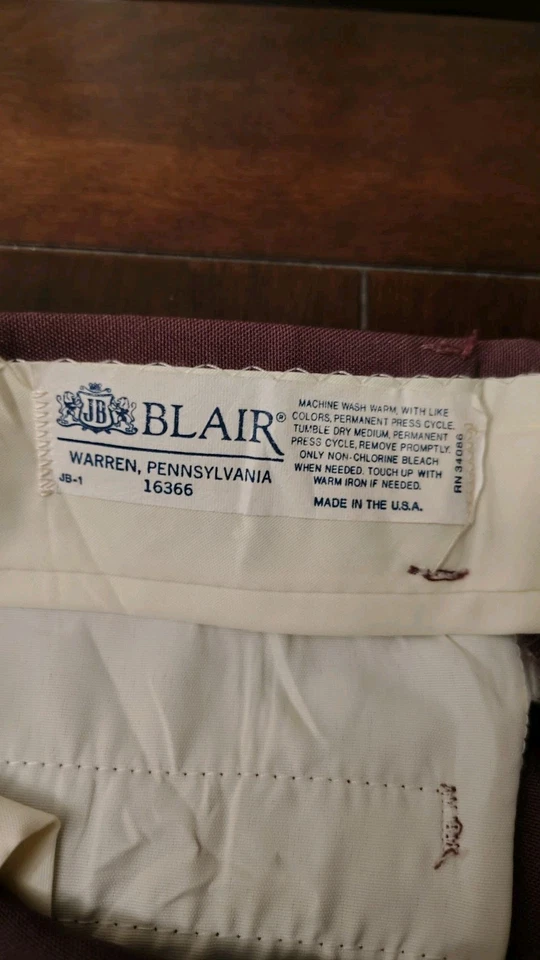 JB BLAIR®
WARREN, PENNSYLVANIA
JB-1
16366
MACHINE WASH WARM, WITH LIKE
COLORS, PERMANENT PRESS CYCLE.
TUMBLE DRY MEDIUM, PERMANENT
PRESS CYCLE, REMOVE PROMPTLY.
ONLY NON-CHLORINE BLEACH
WHEN NEEDED. TOUCH UP WITH
WARM IRON IF NEEDED.
MADE IN THE U.S.A.
RN 34086